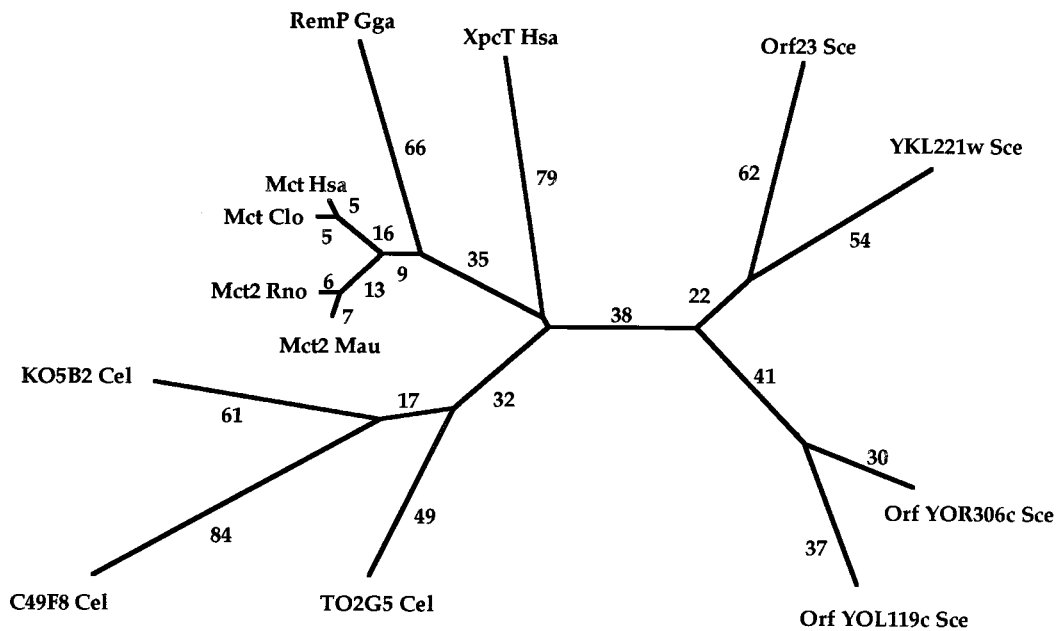 RemP Gga
XpcT Hsa
Orf23 Sce
YKL221w Sce
66
79
62
54
Mct Hsa
5
Mct Clo
5
16
9
35
6
13
Mct2 Rno
7
Mct2 Mau
38
22
KO5B2 Cel
61
17
32
41
30
Orf YOR306c Sce
84
49
37
C49F8 Cel
TO2G5 Cel
Orf YOL119c Sce